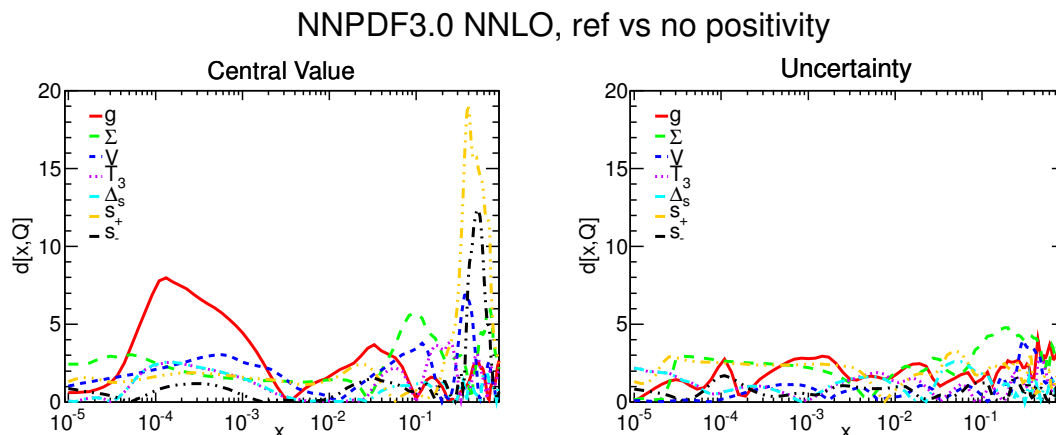 NNPDF3.0 NNLO, ref vs no positivity
Central Value
d[x,Q]
20
15
10
5
0
g
Σ
V
T3
Δs
s+
s-
10-5
10-4
10-3
10-2
10-1
x
Uncertainty
d[x,Q]
20
15
10
5
0
g
Σ
V
T3
Δs
s+
s-
10-5
10-4
10-3
10-2
10-1
x